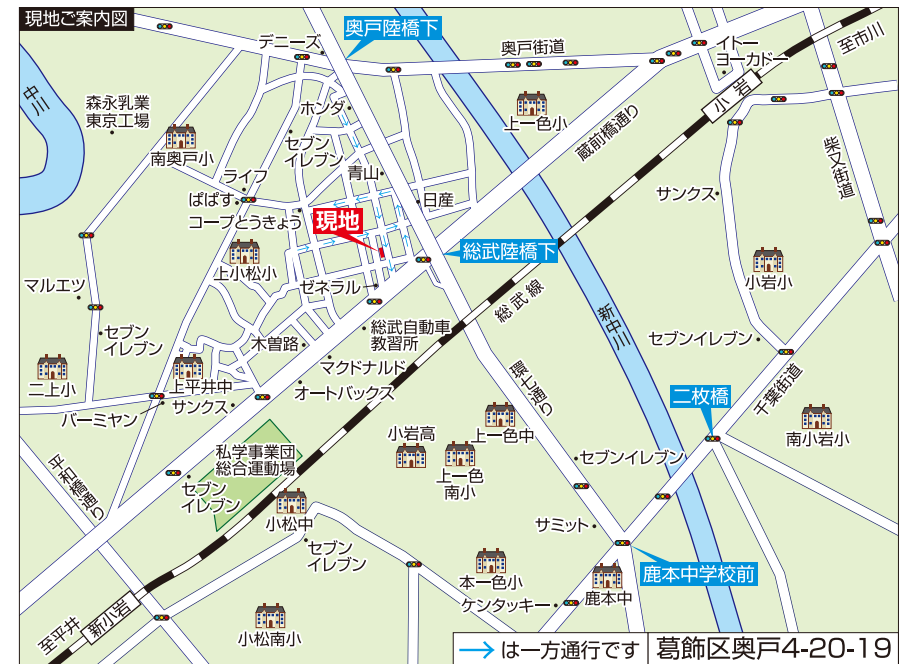 現地ご案内図
デニーズ
奥戸陸橋下
奥戸街道
イトー
ヨーカドー
至市川
中川
森永乳業
東京工場
ホンダ
セブン
イレブン
南奥戸小
上一色小
小岩
蔵前橋通り
柴又街道
ライフ
青山
ぱぱす
日産
サンクス
コープとうきょう
現地
総武陸橋下
上小松小
小岩小
マルエツ
ゼネラル
総武線
新中川
セブン
イレブン
木曽路
総武自動車
教習所
セブンイレブン
マクドナルド
二上小
上平井中
オートバックス
環七通り
二枚橋
千葉街道
バーミヤン
サンクス
小岩高
上一色中
南小岩小
私学事業団
総合運動場
上一色
南小
セブンイレブン
平和橋通り
セブン
イレブン
小松中
サミット
セブン
イレブン
本一色小
鹿本中学校前
ケンタッキー
鹿本中
至平井
新小岩
小松南小
→は一方通行です
葛飾区奥戸4-20-19